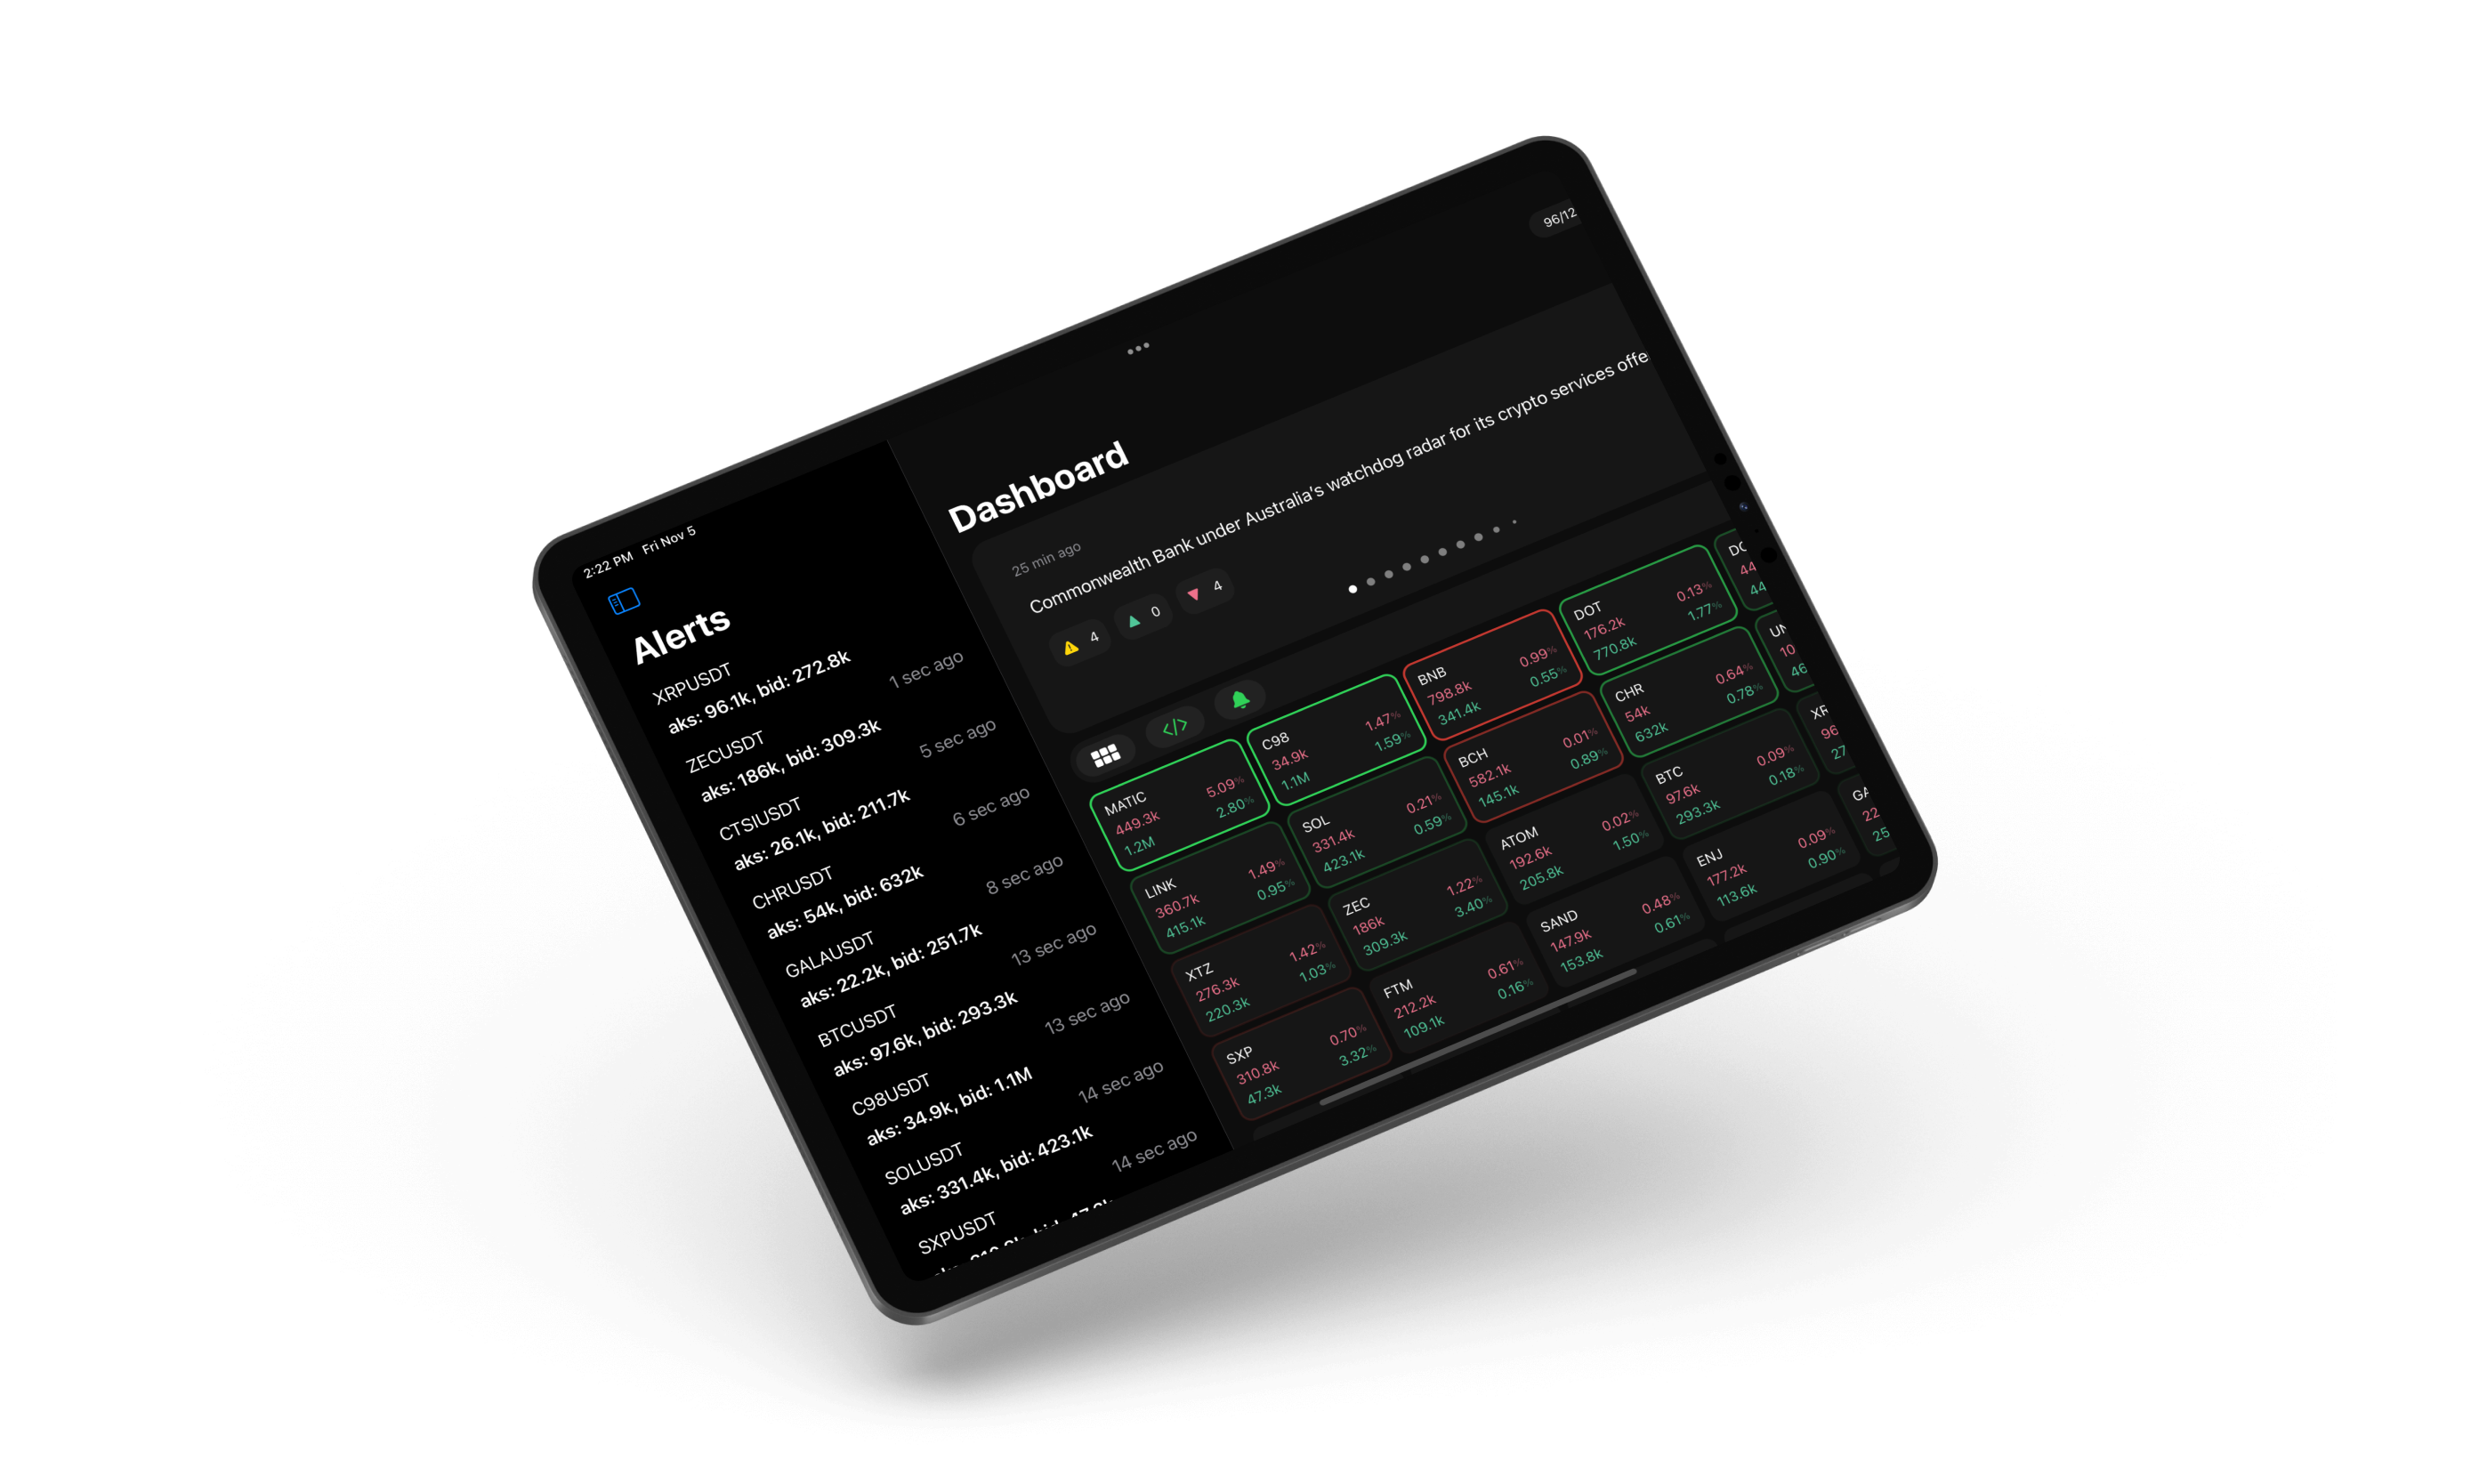 2:22 PM Fri Nov 5
Alerts
XRPUSDT
aks: 96.1k, bid: 272.8k
1 sec ago
ZECUSDT
aks: 186k, bid: 309.3k
5 sec ago
CTSIUSDT
aks: 26.1k, bid: 211.7k
6 sec ago
CHRUSDT
aks: 54k, bid: 632k
8 sec ago
GALAUSDT
aks: 22.2k, bid: 251.7k
13 sec ago
BTCUSDT
aks: 97.6k, bid: 293.3k
13 sec ago
C98USDT
aks: 34.9k, bid: 1.1M
14 sec ago
SOLUSDT
aks: 331.4k, bid: 423.1k
14 sec ago
SXPUSDT
96/12
Dashboard
25 min ago
Commonwealth Bank under Australia's watchdog radar for its crypto services offe
4 0 4
MATIC
449.3k 5.09%
1.2M 2.80%
C98
34.9k 1.47%
1.1M 1.59%
BNB
798.8k 0.99%
341.4k 0.55%
DOT
176.2k 0.13%
770.8k 1.77%
DO
44
44
LINK
360.7k 1.49%
415.1k 0.95%
SOL
331.4k 0.21%
423.1k 0.59%
BCH
582.1k 0.01%
145.1k 0.89%
CHR
54k 0.64%
632k 0.78%
UN
10
46
XTZ
276.3k 1.42%
220.3k 1.03%
ZEC
186k 1.22%
309.3k 3.40%
ATOM
192.6k 0.02%
205.8k 1.50%
BTC
97.6k 0.09%
293.3k 0.18%
XR
96
27
SXP
310.8k 0.70%
47.3k 3.32%
FTM
212.2k 0.61%
109.1k 0.16%
SAND
147.9k 0.48%
153.8k 0.61%
ENJ
177.2k 0.09%
113.6k 0.90%
GA
22
25